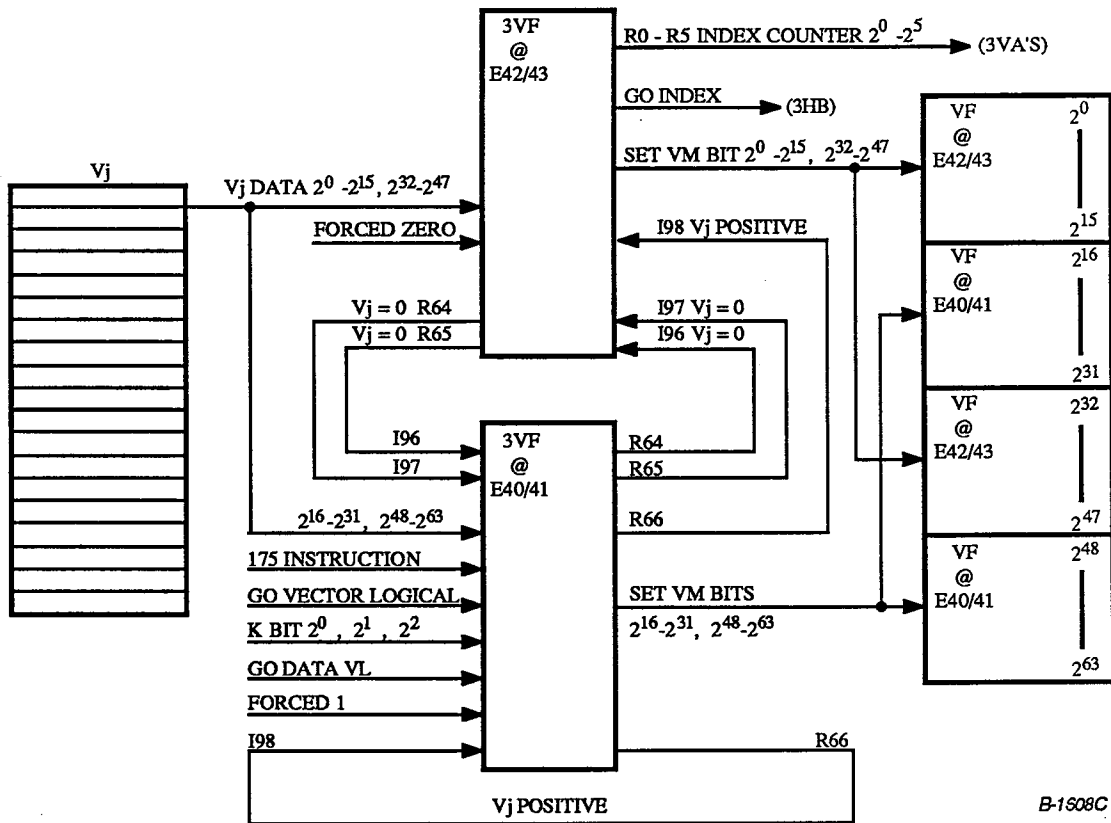 3VF
@
E42/43
R0 - R5 INDEX COUNTER 2^0 -2^5
(3VA'S)
GO INDEX
(3HB)
SET VM BIT 2^0 -2^15, 2^32-2^47
I98 Vj POSITIVE
I97 Vj = 0
I96 Vj = 0
Vj
Vj DATA 2^0 -2^15, 2^32-2^47
FORCED ZERO
Vj = 0 R64
Vj = 0 R65
I96
I97
2^16-2^31, 2^48-2^63
175 INSTRUCTION
GO VECTOR LOGICAL
K BIT 2^0 , 2^1 , 2^2
GO DATA VL
FORCED 1
I98
3VF
@
E40/41
R64
R65
R66
SET VM BITS
2^16-2^31, 2^48-2^63
R66
Vj POSITIVE
VF
@
E42/43
2^0
2^15
VF
@
E40/41
2^16
2^31
VF
@
E42/43
2^32
2^47
VF
@
E40/41
2^48
2^63
B-1508C